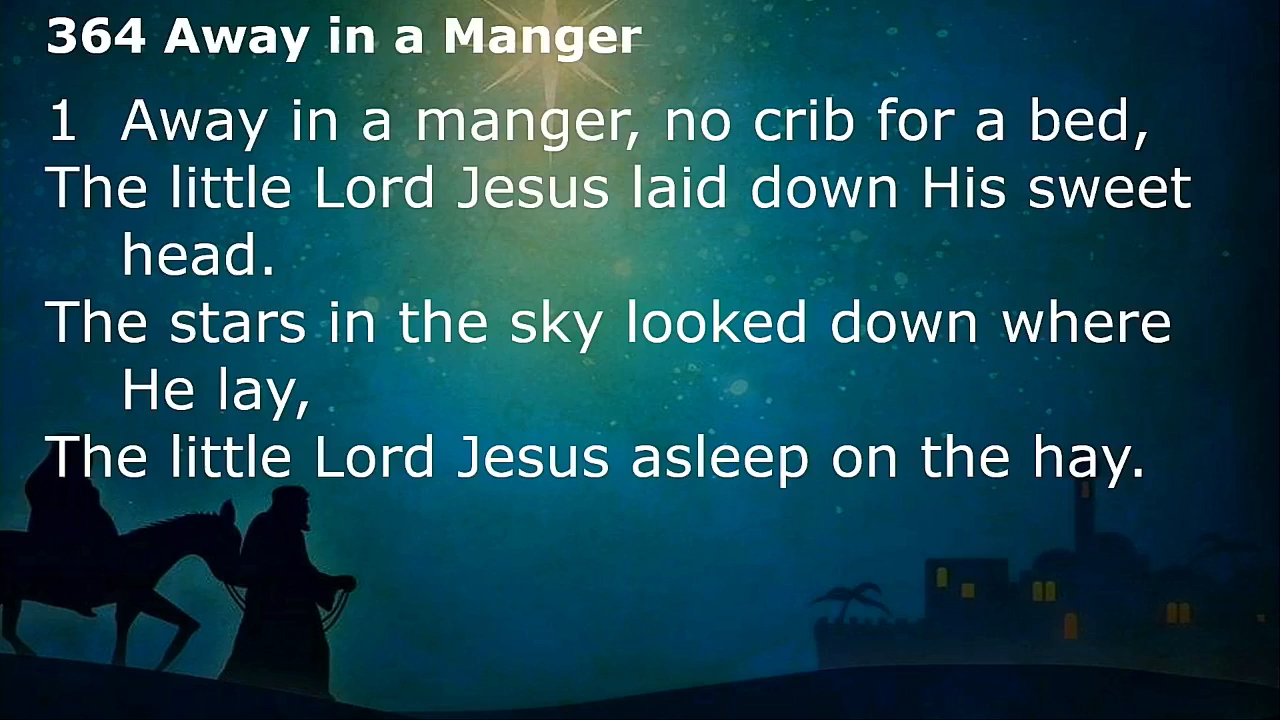 364 Away in a Manger
1 Away in a manger, no crib for a bed,
The little Lord Jesus laid down His sweet
head.
The stars in the sky looked down where
He lay,
The little Lord Jesus asleep on the hay.